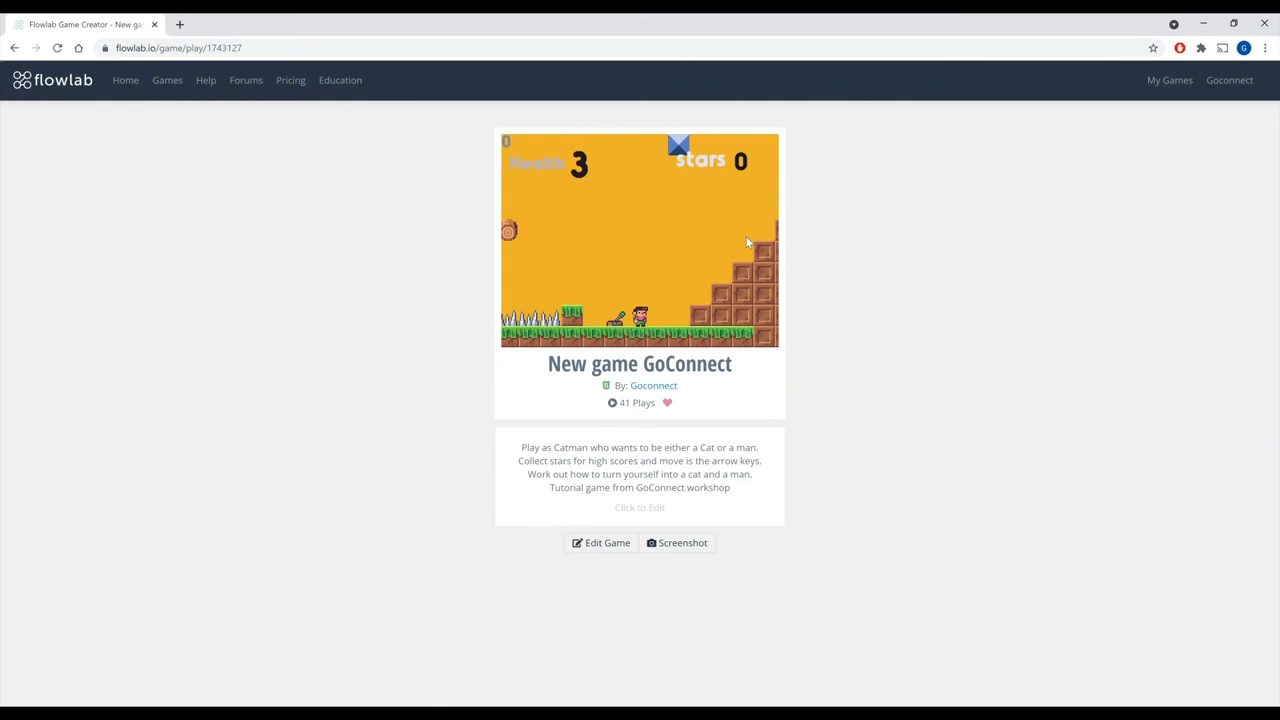 Flowlab Game Creator - New ga
flowlab.io/game/play/1743127
G
flowlab
Home
Games
Help
Forums
Pricing
Education
My Games
Goconnect
0
Health 3
stars 0
New game GoConnect
By: Goconnect
41 Plays
Play as Catman who wants to be either a Cat or a man.
Collect stars for high scores and move is the arrow keys.
Work out how to turn yourself into a cat and a man.
Tutorial game from GoConnect workshop
Click to Edit
Edit Game
Screenshot